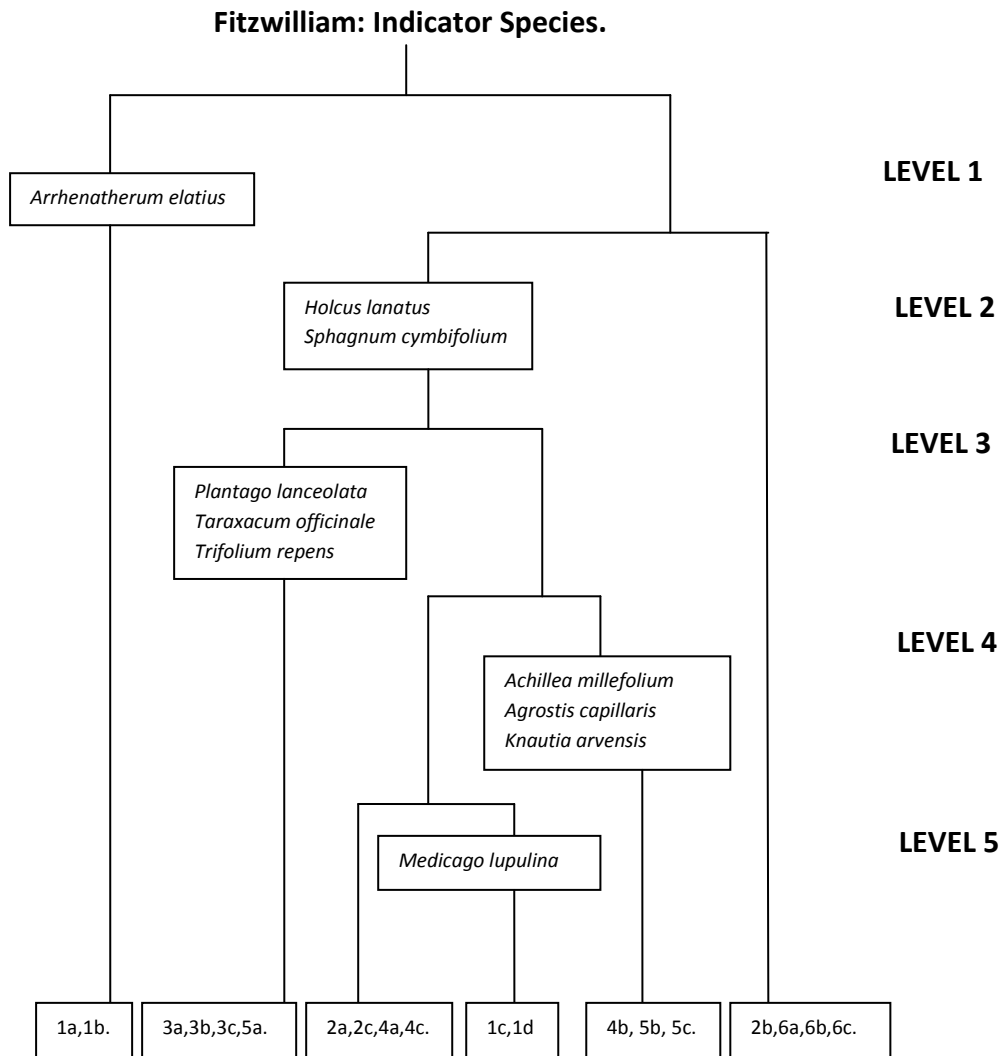 Fitzwilliam: Indicator Species.
LEVEL 1
Arrhenatherum elatius
LEVEL 2
Holcus lanatus
Sphagnum cymbifolium
LEVEL 3
Plantago lanceolata
Taraxacum officinale
Trifolium repens
LEVEL 4
Achillea millefolium
Agrostis capillaris
Knautia arvensis
LEVEL 5
Medicago lupulina
1a,1b.
3a,3b,3c,5a.
2a,2c,4a,4c.
1c,1d
4b, 5b, 5c.
2b,6a,6b,6c.